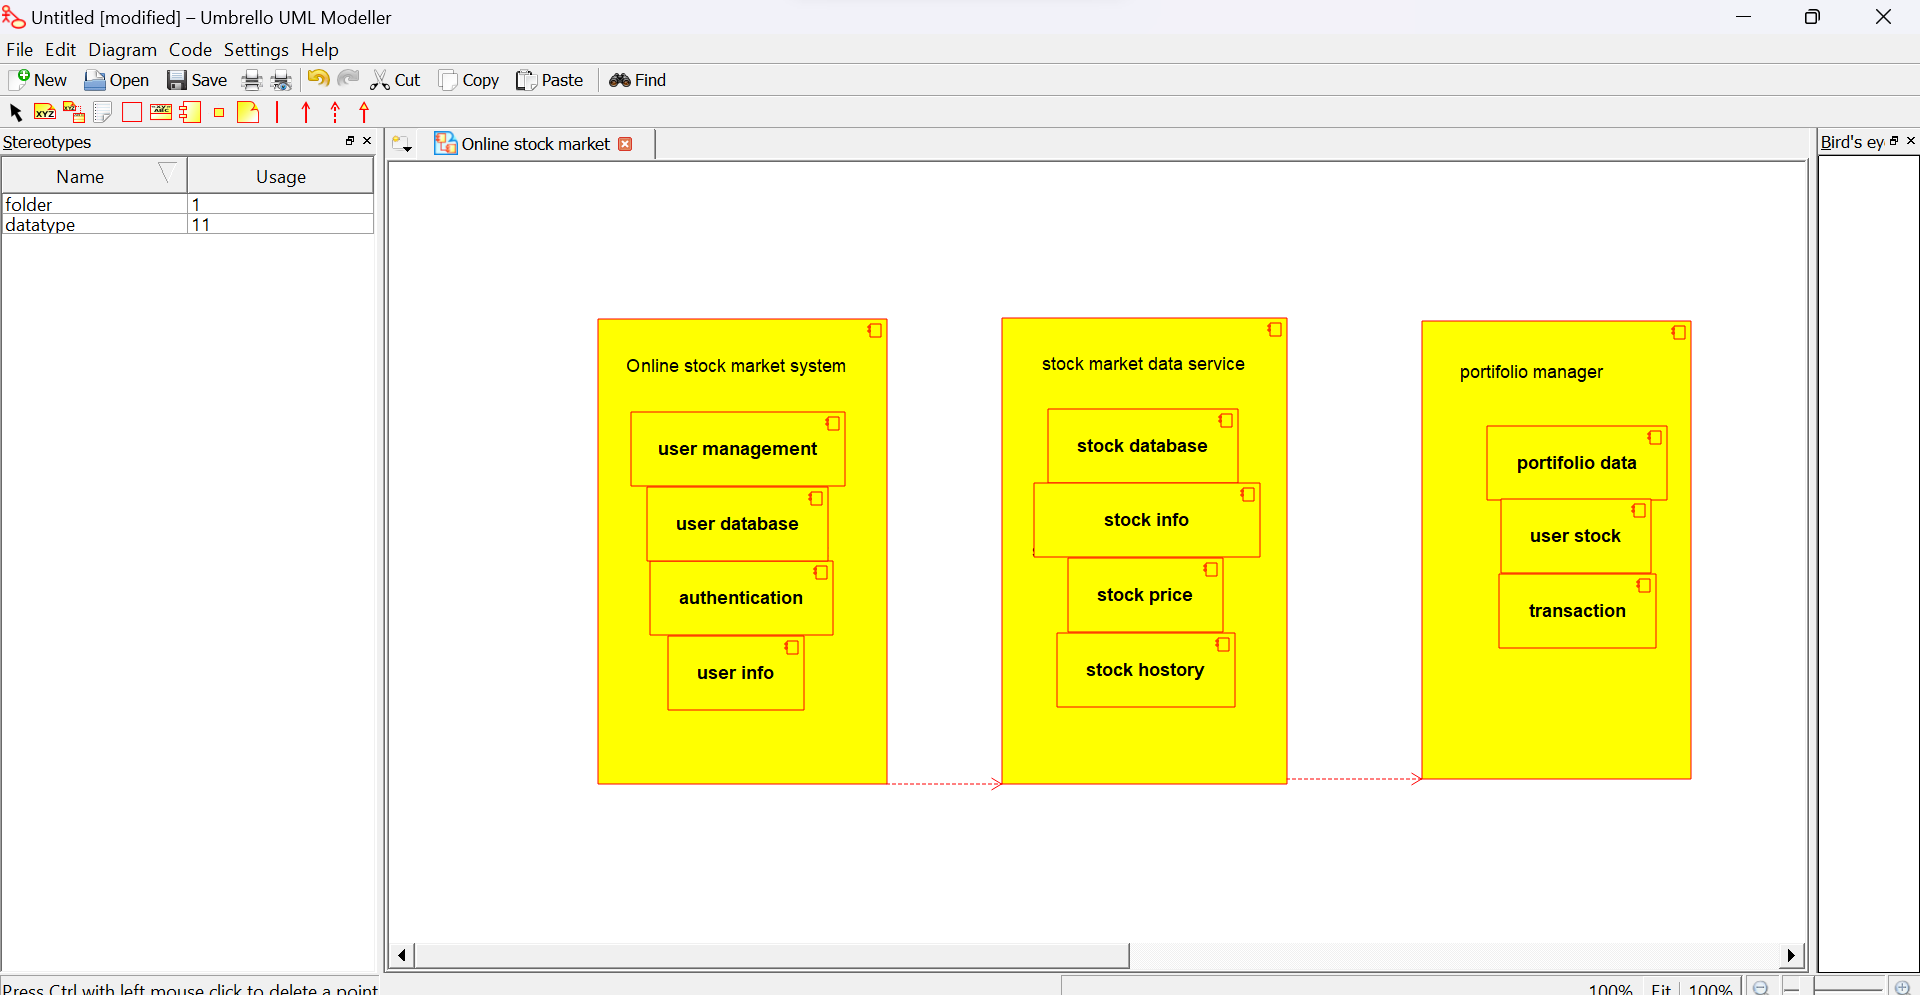 Untitled [modified] – Umbrello UML Modeller
File Edit Diagram Code Settings Help
New Open Save Cut Copy Paste Find
XYZ
Stereotypes
Online stock market
Bird's ey
Name Usage
folder 1
datatype 11
Online stock market system
user management
user database
authentication
user info
stock market data service
stock database
stock info
stock price
stock hostory
portifolio manager
portifolio data
user stock
transaction
Press Ctrl with left mouse click to delete a point
100% Fit 100%